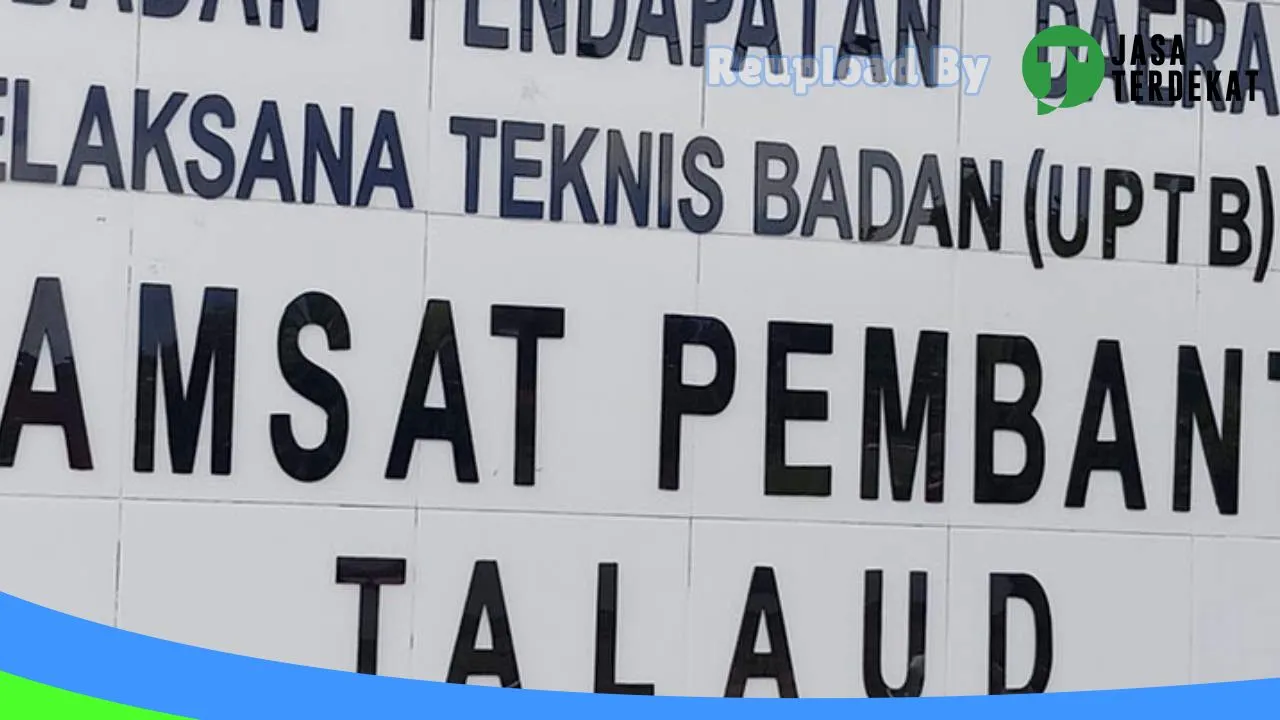 BADAN PENDAPATAN DAERA
Reupload By
JASA
TERDEKAT
ELAKSANA TEKNIS BADAN (UPTB)
AMSAT PEMBANT
TALAUD